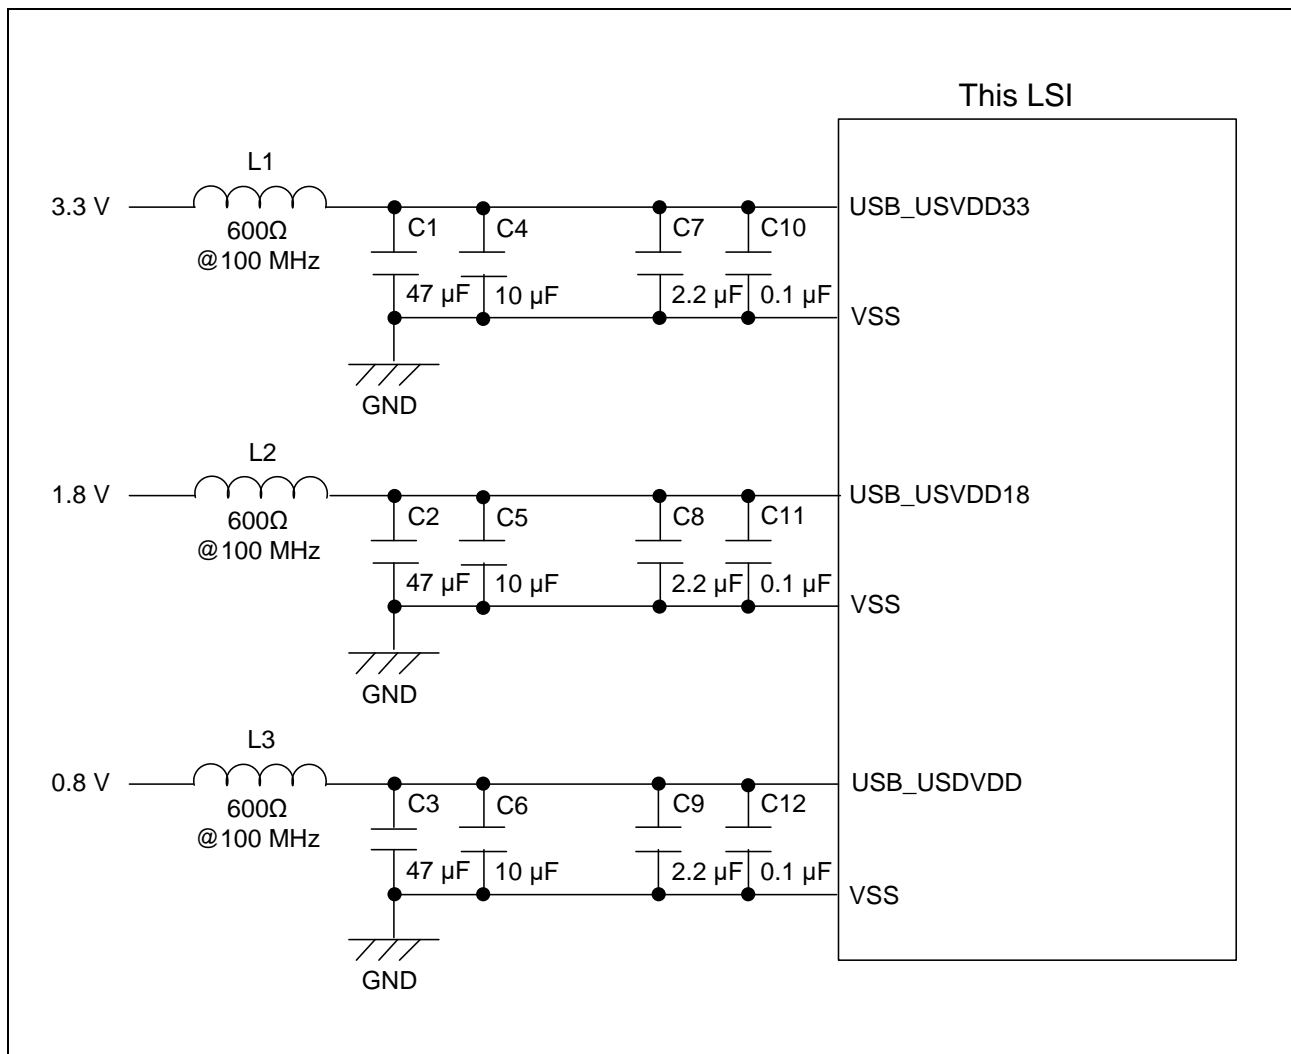 This LSI
L1
3.3 V
USB_USVDD33
600Ω
@100 MHz
C1
C4
C7
C10
47 µF
10 µF
2.2 µF
0.1 µF
VSS
GND
L2
1.8 V
USB_USVDD18
600Ω
@100 MHz
C2
C5
C8
C11
47 µF
10 µF
2.2 µF
0.1 µF
VSS
GND
L3
0.8 V
USB_USDVDD
600Ω
@100 MHz
C3
C6
C9
C12
47 µF
10 µF
2.2 µF
0.1 µF
VSS
GND